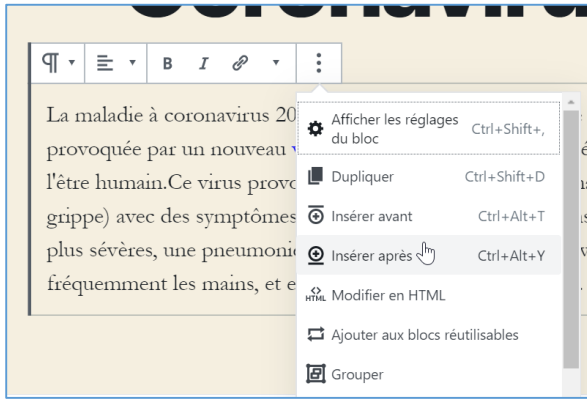 Coronaviru
B I
La maladie à coronavirus 20
provoquée par un nouveau
l'être humain.Ce virus provo
grippe) avec des symptômes
plus sévères, une pneumoni
fréquemment les mains, et e
Afficher les réglages du bloc Ctrl+Shift+,
Dupliquer Ctrl+Shift+D
Insérer avant Ctrl+Alt+T
Insérer après Ctrl+Alt+Y
HTML Modifier en HTML
Ajouter aux blocs réutilisables
Grouper